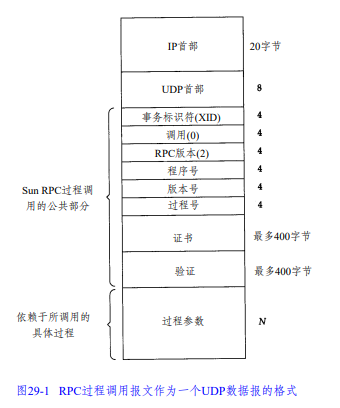 IP首部 20字节
UDP首部 8
事务标识符(XID) 4
调用(0) 4
RPC版本(2) 4
程序号 4
Sun RPC过程调
用的公共部分
版本号 4
过程号 4
证书 最多400字节
验证 最多400字节
依赖于所调用的
具体过程
过程参数 N
图29-1 RPC过程调用报文作为一个UDP数据报的格式